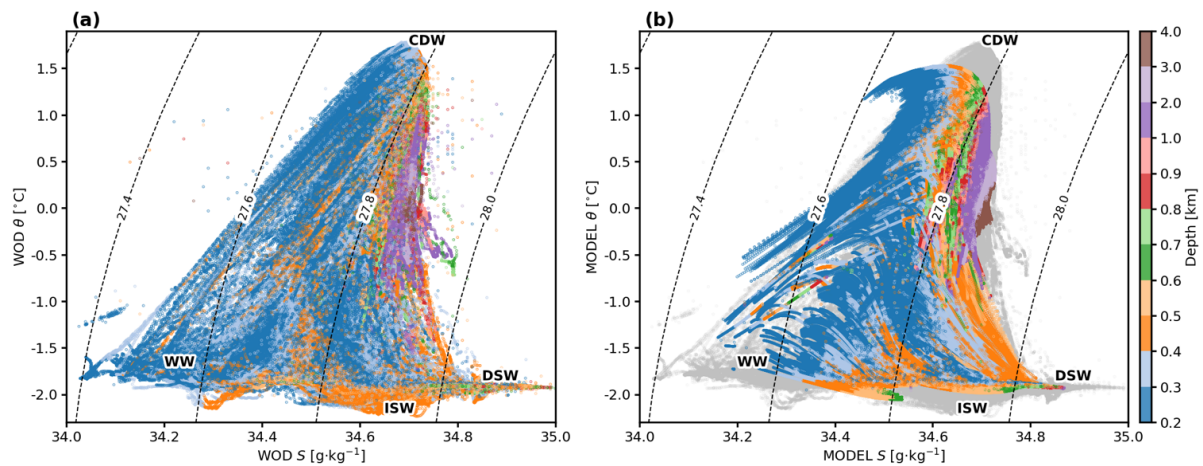 (a)
CDW
1.5
1.0
0.5
0.0
-0.5
-1.0
-1.5
-2.0
WOD θ [°C]
27.4
27.6
27.8
28.0
WW
DSW
ISW
34.0 34.2 34.4 34.6 34.8 35.0
WOD S [g·kg⁻¹]
(b)
CDW
1.5
1.0
0.5
0.0
-0.5
-1.0
-1.5
-2.0
MODEL θ [°C]
27.4
27.6
27.8
28.0
WW
DSW
ISW
34.0 34.2 34.4 34.6 34.8 35.0
MODEL S [g·kg⁻¹]
4.0
3.0
2.0
1.0
0.9
0.8
0.7
0.6
0.5
0.4
0.3
0.2
Depth [km]